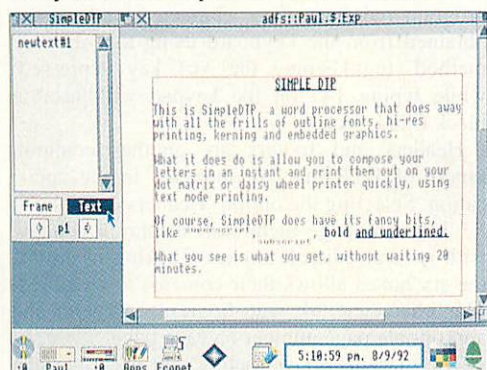 SimpleDTP
adfs::Paul.$.Exp
newtext#1
SIMPLE DTP
This is SimpleDTP, a word processor that does away
with all the frills of outline fonts, hi-res
printing, kerning and embedded graphics.
What it does do is allow you to compose your
letters in an instant and print them out on your
dot matrix or daisy wheel printer quickly, using
text mode printing.
Of course, SimpleDTP does have its fancy bits,
like superscript, subscript, bold and underlined.
What you see is what you get, without waiting 20
minutes.
Frame Text
p1
:0 Paul :0 Apps Econet
5:10:59 pm. 8/9/92